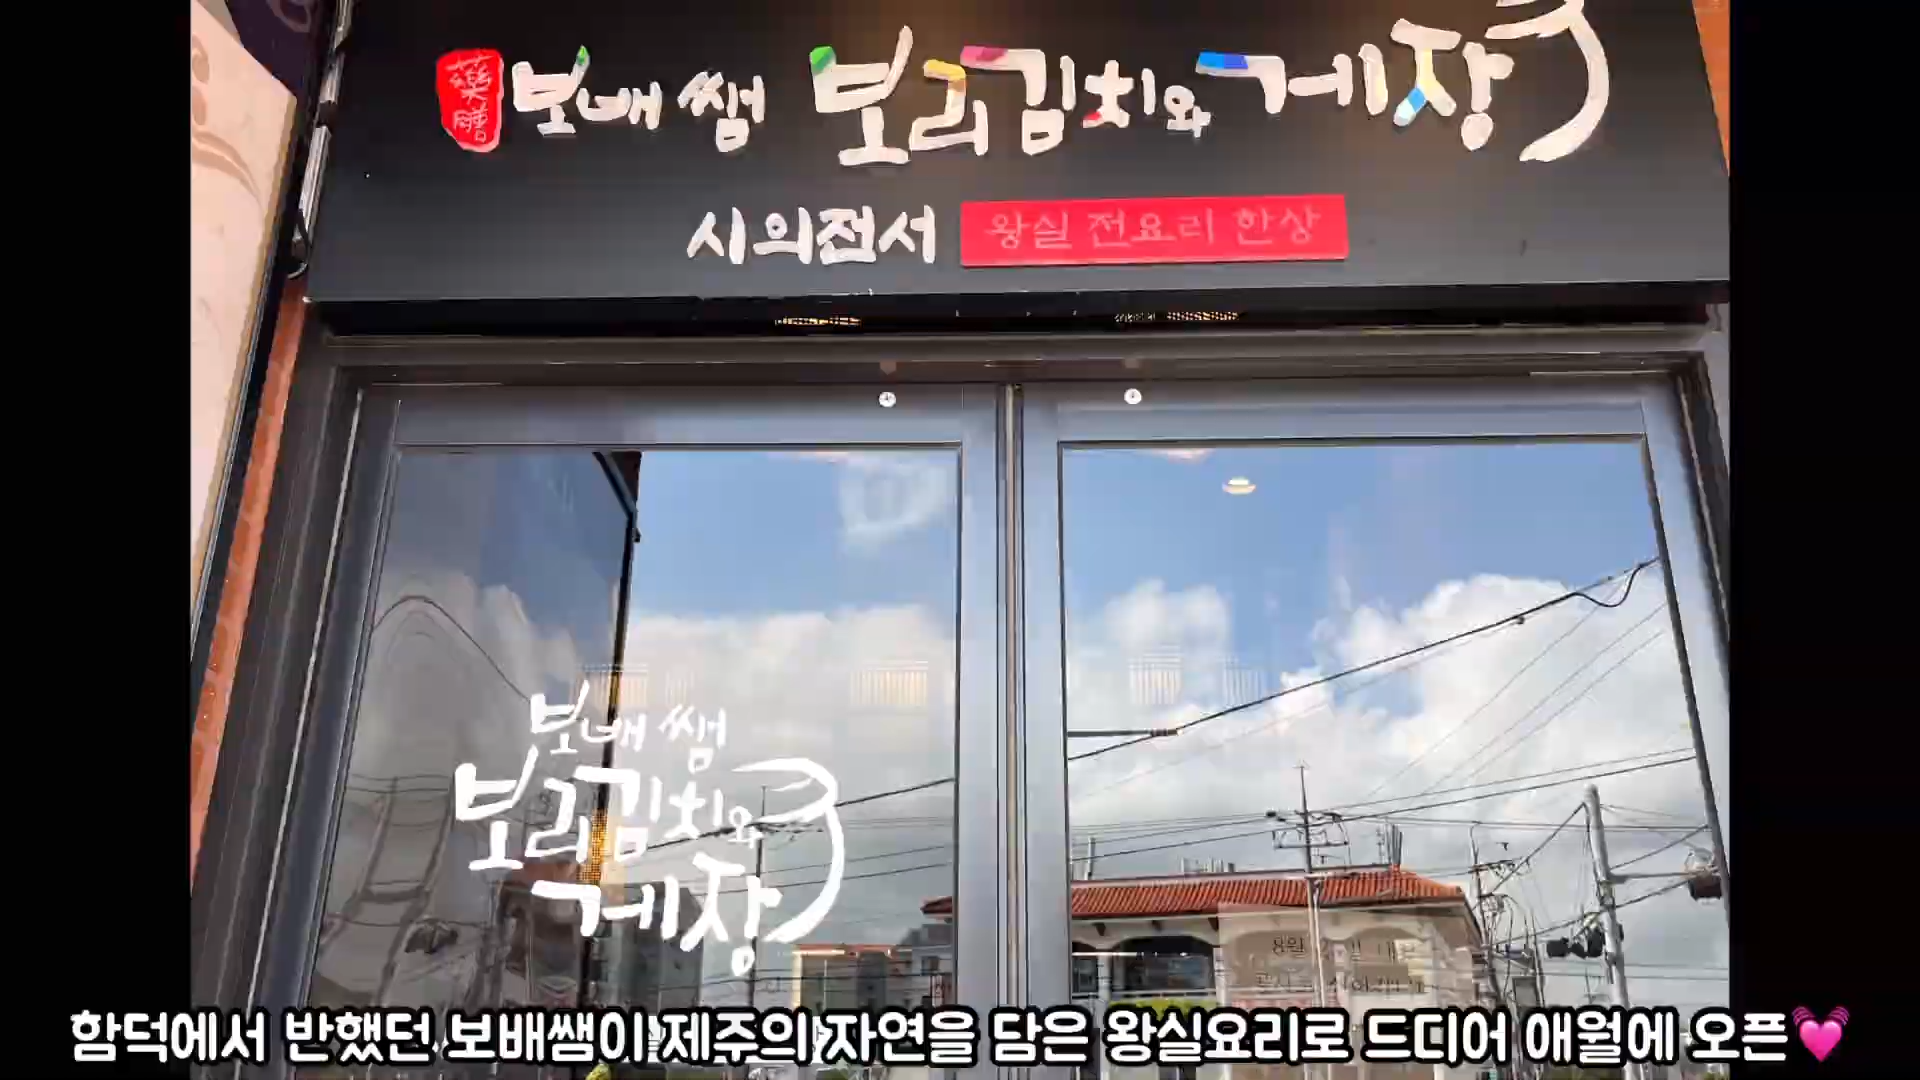 藥膳 보배쌤 보리김치와 게장
시의전서 왕실 전요리 한상
보배쌤
보리김치와
게장
함덕에서 반했던 보배쌤이 제주의 자연을 담은 왕실요리로 드디어 애월에 오픈💓